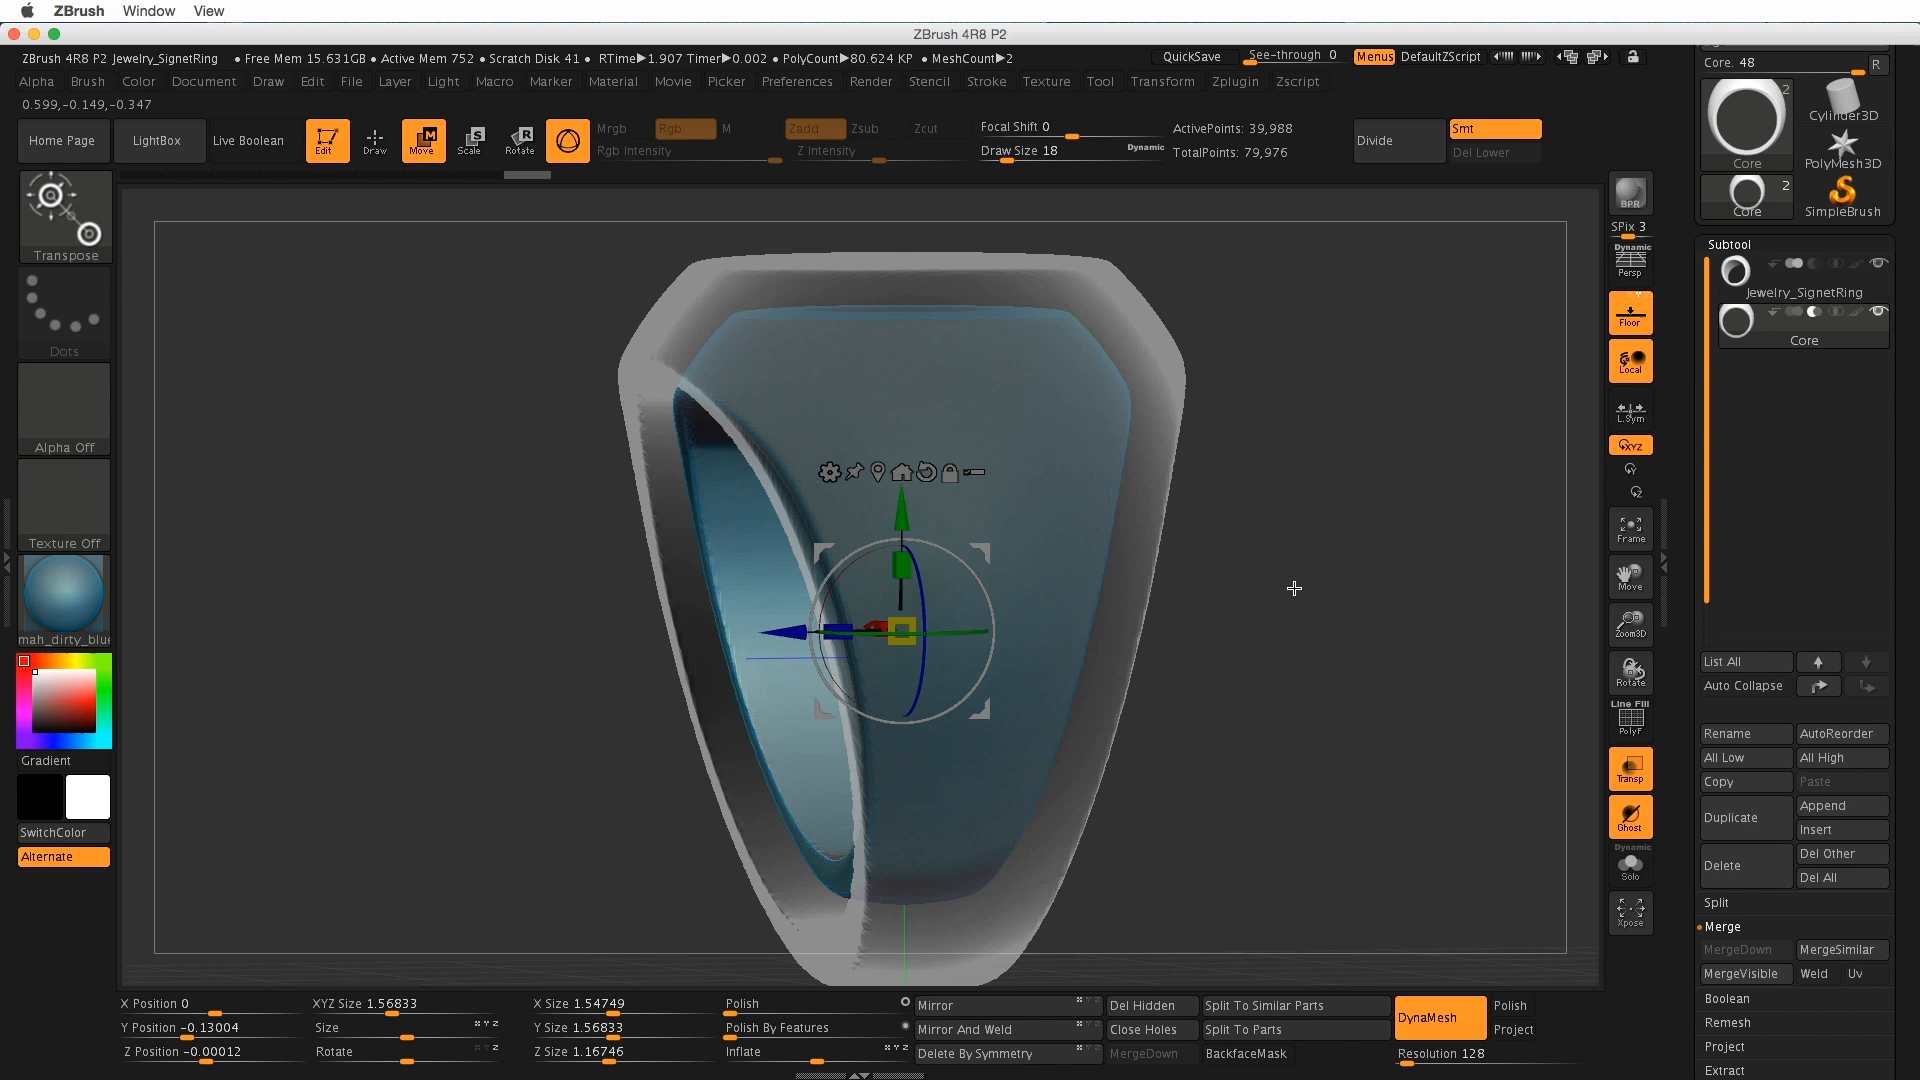 ZBrush Window View
ZBrush 4R8 P2
ZBrush 4R8 P2 Jewelry_SignetRing • Free Mem 15.631GB • Active Mem 752 • Scratch Disk 41 • RTime▶1.907 Timer▶0.002 • PolyCount▶80.624 KP • MeshCount▶2 QuickSave See-through 0 Menus DefaultZScript
Core. 48 R
Alpha Brush Color Document Draw Edit File Layer Light Macro Marker Material Movie Picker Preferences Render Stencil Stroke Texture Tool Transform Zplugin Zscript
0.599,-0.149,-0.347
Home Page LightBox Live Boolean Edit Draw Move Scale Rotate
Mrgb Rgb M Zadd Zsub Zcut Focal Shift 0 ActivePoints: 39,988
Rgb Intensity Z Intensity Draw Size 18 Dynamic TotalPoints: 79,976
Divide Smt
Del Lower
2
Cylinder3D
Core PolyMesh3D
2
Core SimpleBrush
Transpose
Dots
Alpha Off
Texture Off
mah_dirty_blue
Gradient
SwitchColor
Alternate
BPR
SPix 3
Dynamic
Persp
Floor
Local
L.Sym
XYZ
Y
Z
Frame
Move
Zoom3D
Rotate
Line Fill
PolyF
Transp
Ghost
Dynamic
Solo
Xpose
Subtool
Jewelry_SignetRing
Core
List All
Auto Collapse
Rename AutoReorder
All Low All High
Copy Paste
Duplicate Append
Insert
Delete Del Other
Del All
Split
Merge
MergeDown MergeSimilar
MergeVisible Weld Uv
Boolean
Remesh
Project
Extract
X Position 0 XYZ Size 1.56833 X Size 1.54749 Polish Mirror Del Hidden Split To Similar Parts DynaMesh Polish
Y Position -0.13004 Size Y Size 1.56833 Polish By Features Mirror And Weld Close Holes Split To Parts Project
Z Position -0.00012 Rotate Z Size 1.16746 Inflate Delete By Symmetry MergeDown BackfaceMask Resolution 128